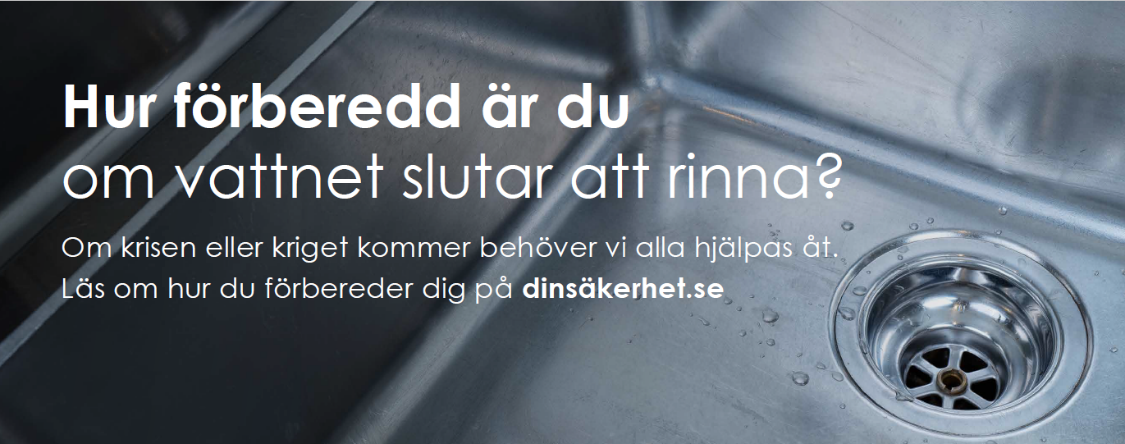 Hur förberedd är du
om vattnet slutar att rinna?
Om krisen eller kriget kommer behöver vi alla hjälpas åt.
Läs om hur du förbereder dig på dinsäkerhet.se